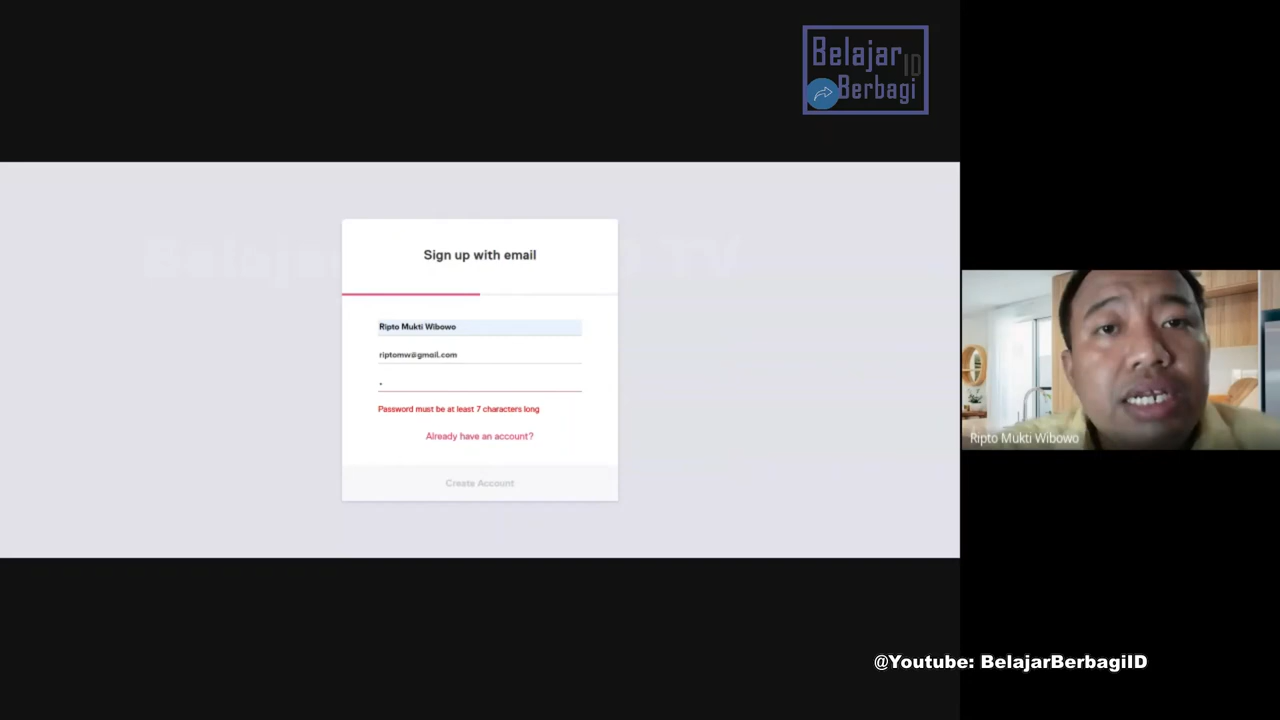 Belajar
ID
Berbagi
Sign up with email
Ripto Mukti Wibowo
riptomw@gmail.com
Password must be at least 7 characters long
Already have an account?
Create Account
Ripto Mukti Wibowo
@Youtube: BelajarBerbagiID